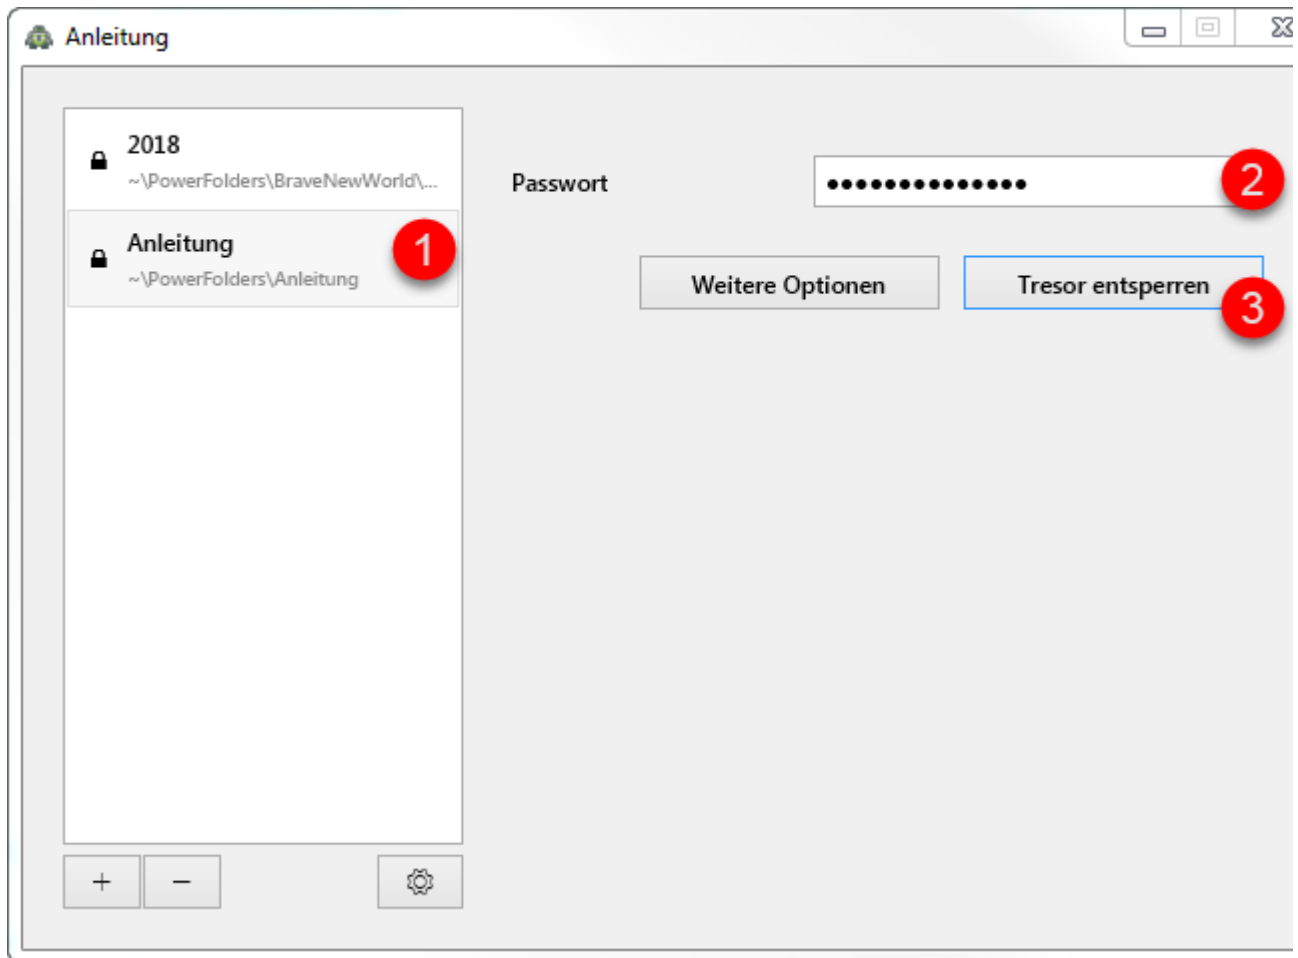 Anleitung
2018
~\PowerFolders\BraveNewWorld\...
Anleitung
~\PowerFolders\Anleitung
1
Passwort
2
Weitere Optionen
Tresor entsperren
3